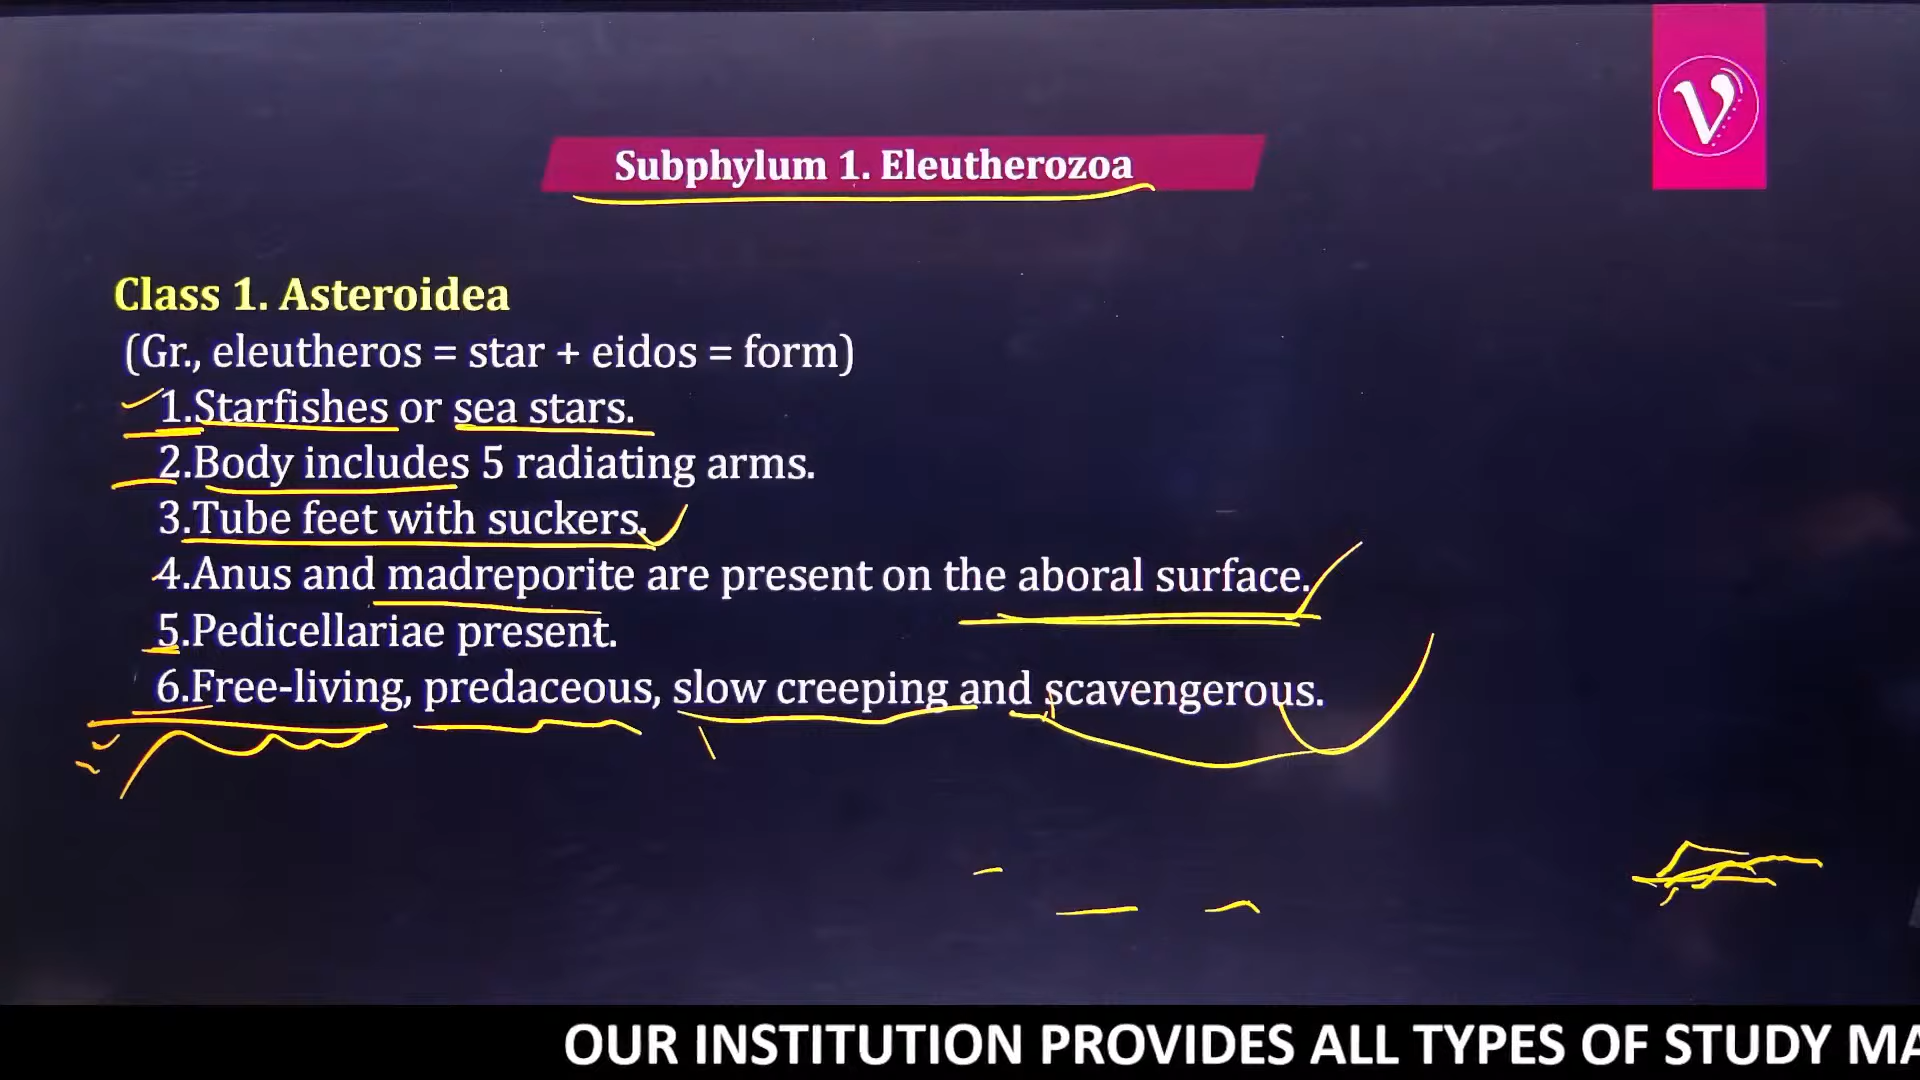 V
Subphylum 1. Eleutherozoa
Class 1. Asteroidea
(Gr., eleutheros = star + eidos = form)
1.Starfishes or sea stars.
2.Body includes 5 radiating arms.
3.Tube feet with suckers.
4.Anus and madreporite are present on the aboral surface.
5.Pedicellariae present.
6.Free-living, predaceous, slow creeping and scavengerous.
OUR INSTITUTION PROVIDES ALL TYPES OF STUDY MA